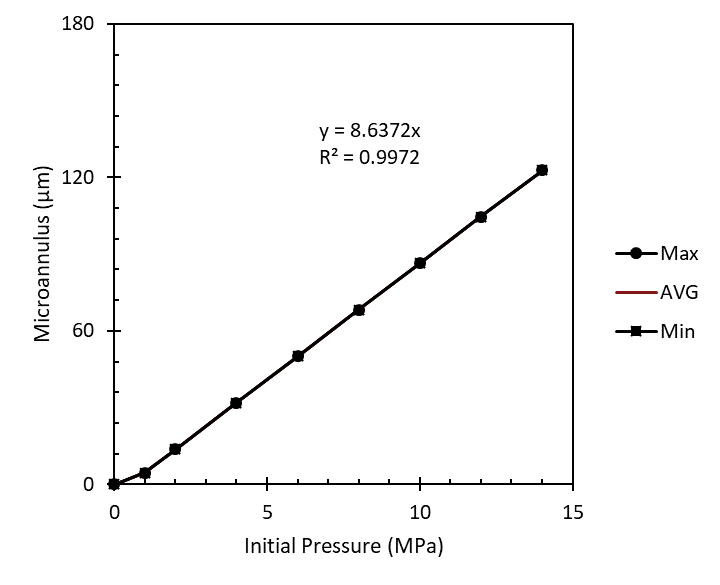 180
y = 8.6372x
R² = 0.9972
120
Microannulus (µm)
Max
AVG
60
Min
0
0
5
10
15
Initial Pressure (MPa)